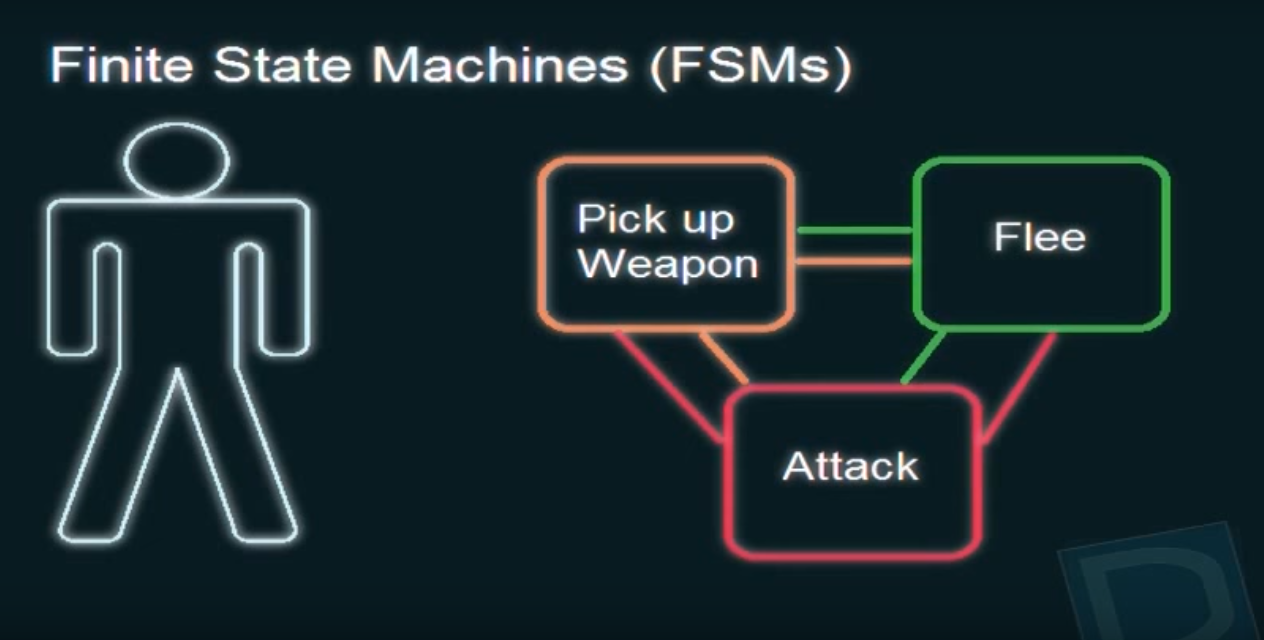 Finite State Machines (FSMs)
Pick up
Weapon
Flee
Attack